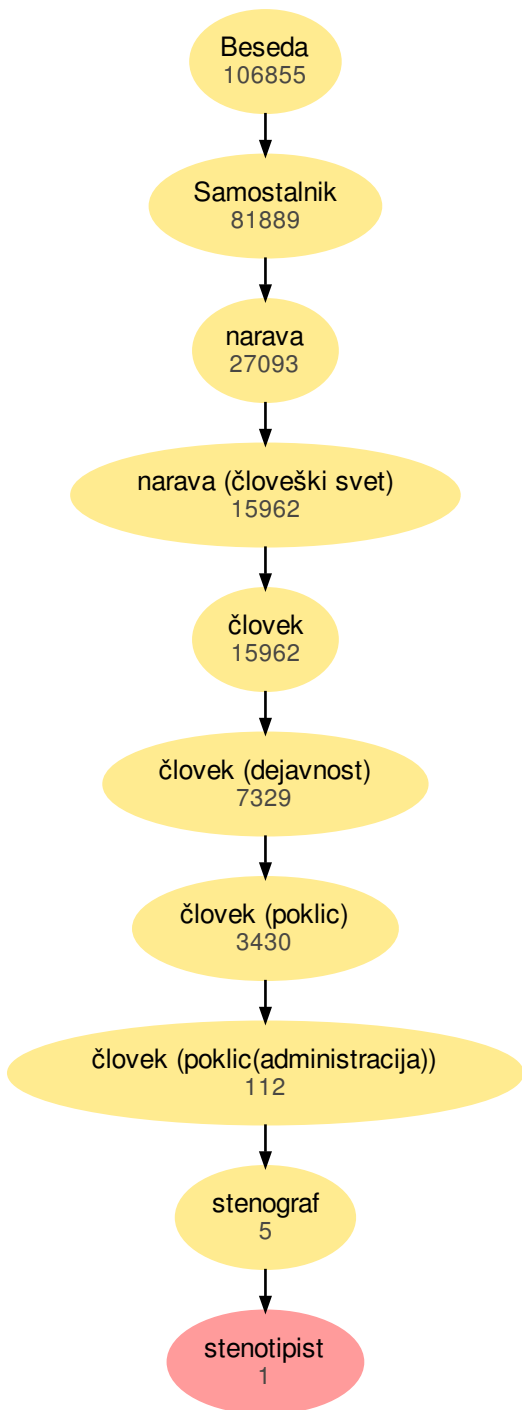 Beseda
106855
Samostalnik
81889
narava
27093
narava (človeški svet)
15962
človek
15962
človek (dejavnost)
7329
človek (poklic)
3430
človek (poklic(administracija))
112
stenograf
5
stenotipist
1